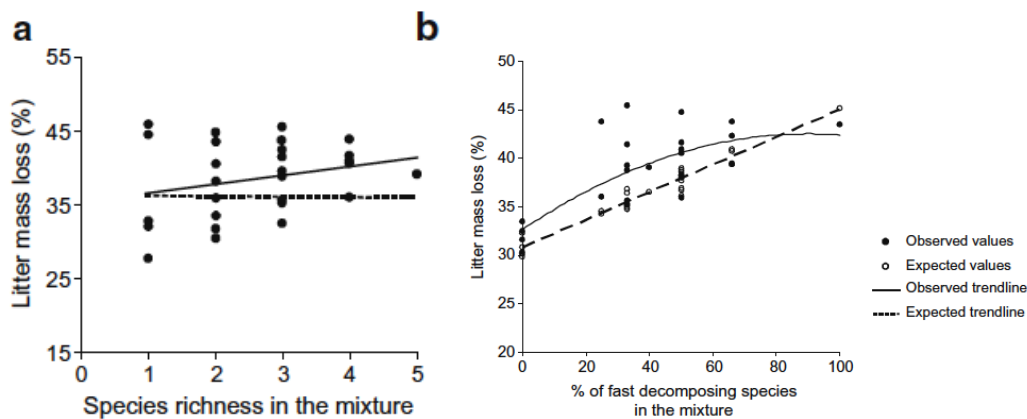 a
Litter mass loss (%)
55
45
35
25
15
0
1
2
3
4
5
Species richness in the mixture
b
Litter mass loss (%)
50
45
40
35
30
25
20
0
20
40
60
80
100
% of fast decomposing species
in the mixture
Observed values
Expected values
Observed trendline
Expected trendline